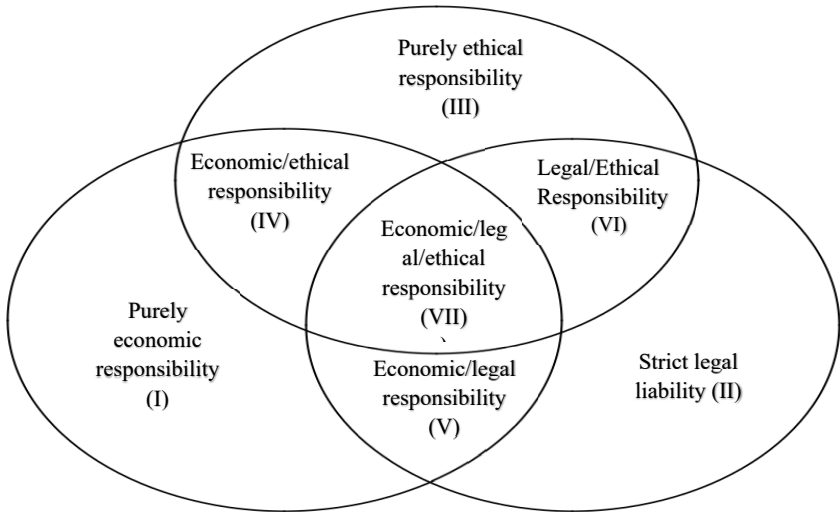 Purely ethical
responsibility
(III)
Economic/ethical
responsibility
(IV)
Legal/Ethical
Responsibility
(VI)
Economic/leg
al/ethical
responsibility
(VII)
、
Purely
economic
responsibility
(I)
Economic/legal
responsibility
(V)
Strict legal
liability (II)